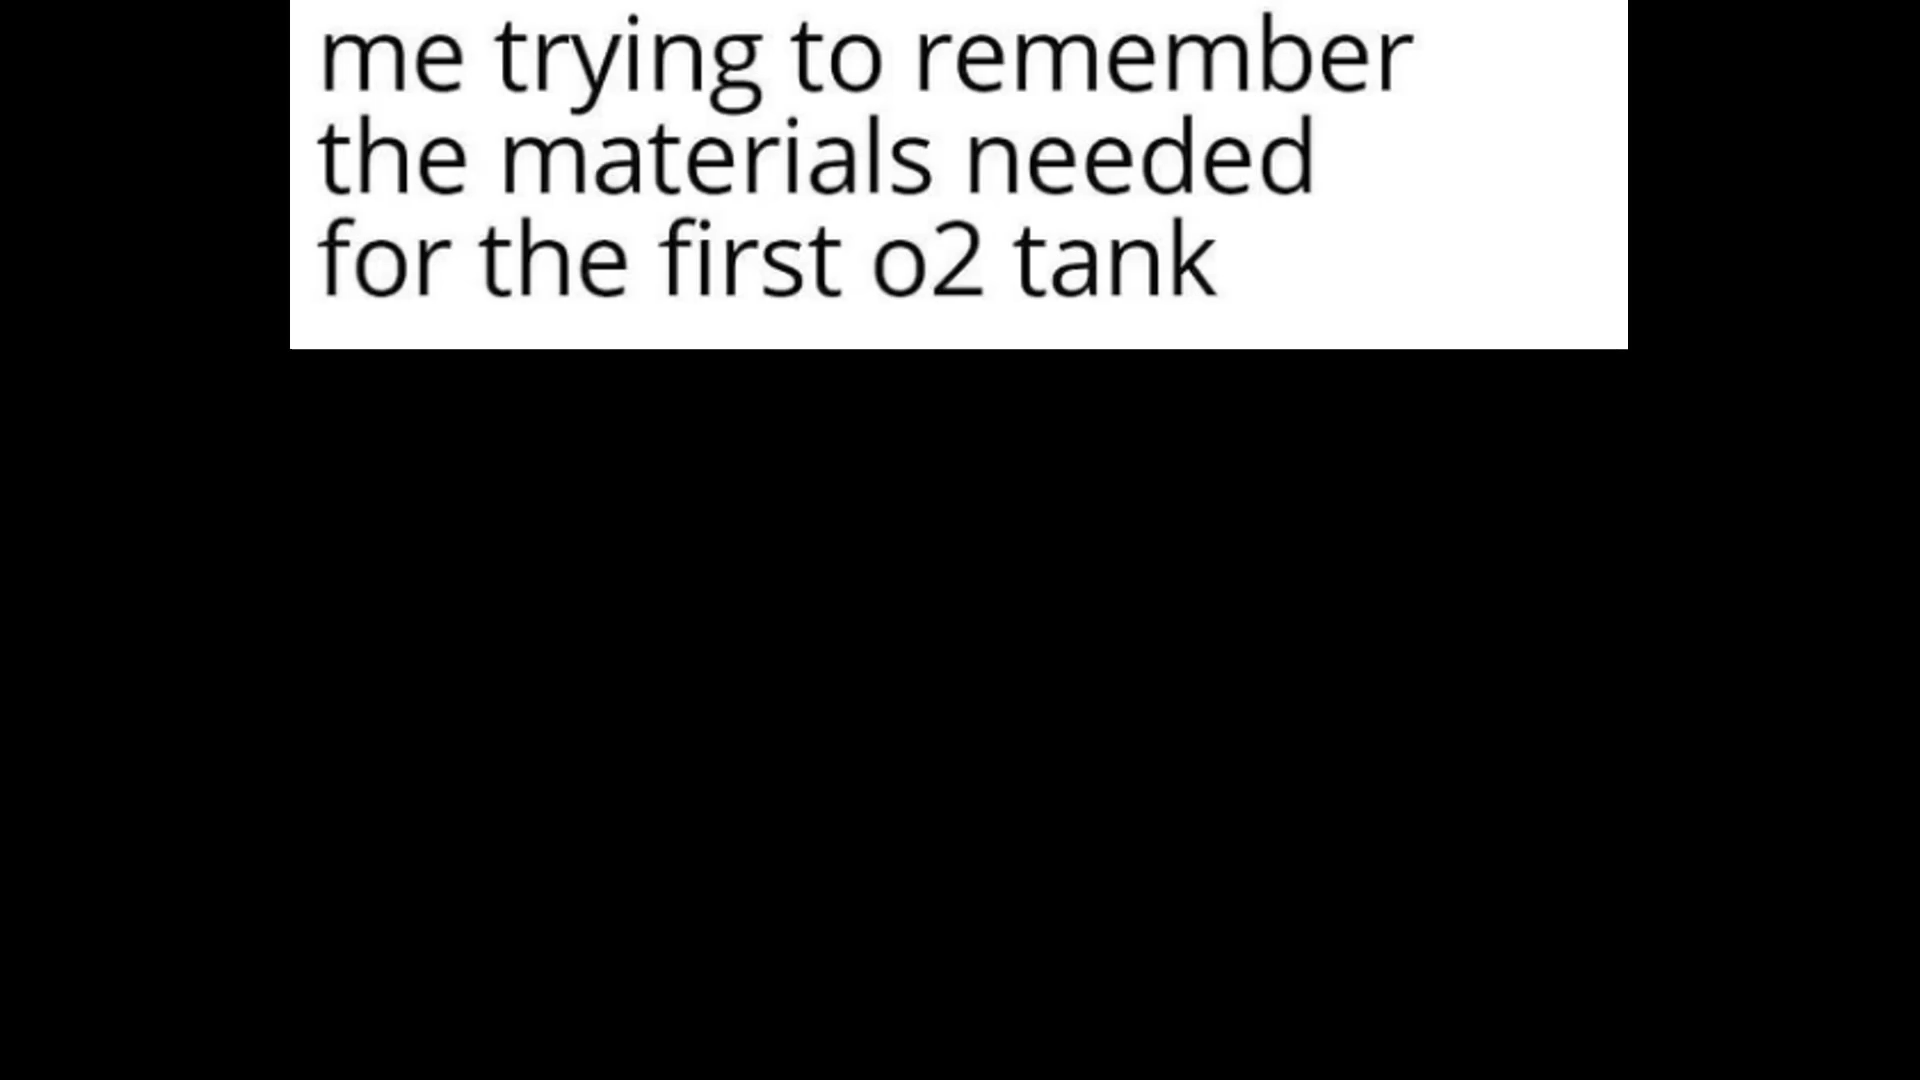 me trying to remember
the materials needed
for the first o2 tank